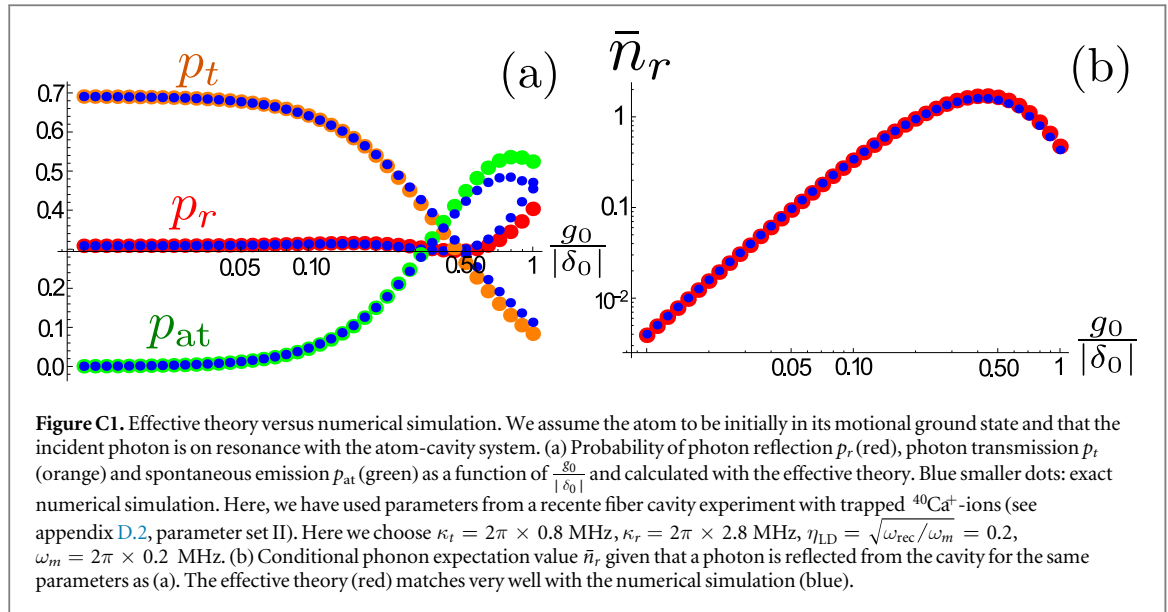 p_t
(a)
0.7
0.6
0.5
0.4
p_r
0.05 0.10 0.50 1
g_0/|δ_0|
0.2
0.1
p_at
0.0
n̄_r
(b)
1
0.1
10^-2
0.05 0.10 0.50 1
g_0/|δ_0|
Figure C1. Effective theory versus numerical simulation. We assume the atom to be initially in its motional ground state and that the
incident photon is on resonance with the atom-cavity system. (a) Probability of photon reflection p_r (red), photon transmission p_t
(orange) and spontaneous emission p_at (green) as a function of g_0/|δ_0| and calculated with the effective theory. Blue smaller dots: exact
numerical simulation. Here, we have used parameters from a recente fiber cavity experiment with trapped ^40Ca^+-ions (see
appendix D.2, parameter set II). Here we choose κ_t = 2π × 0.8 MHz, κ_r = 2π × 2.8 MHz, η_LD = √(ω_rec/ω_m) = 0.2,
ω_m = 2π × 0.2 MHz. (b) Conditional phonon expectation value n̄_r given that a photon is reflected from the cavity for the same
parameters as (a). The effective theory (red) matches very well with the numerical simulation (blue).